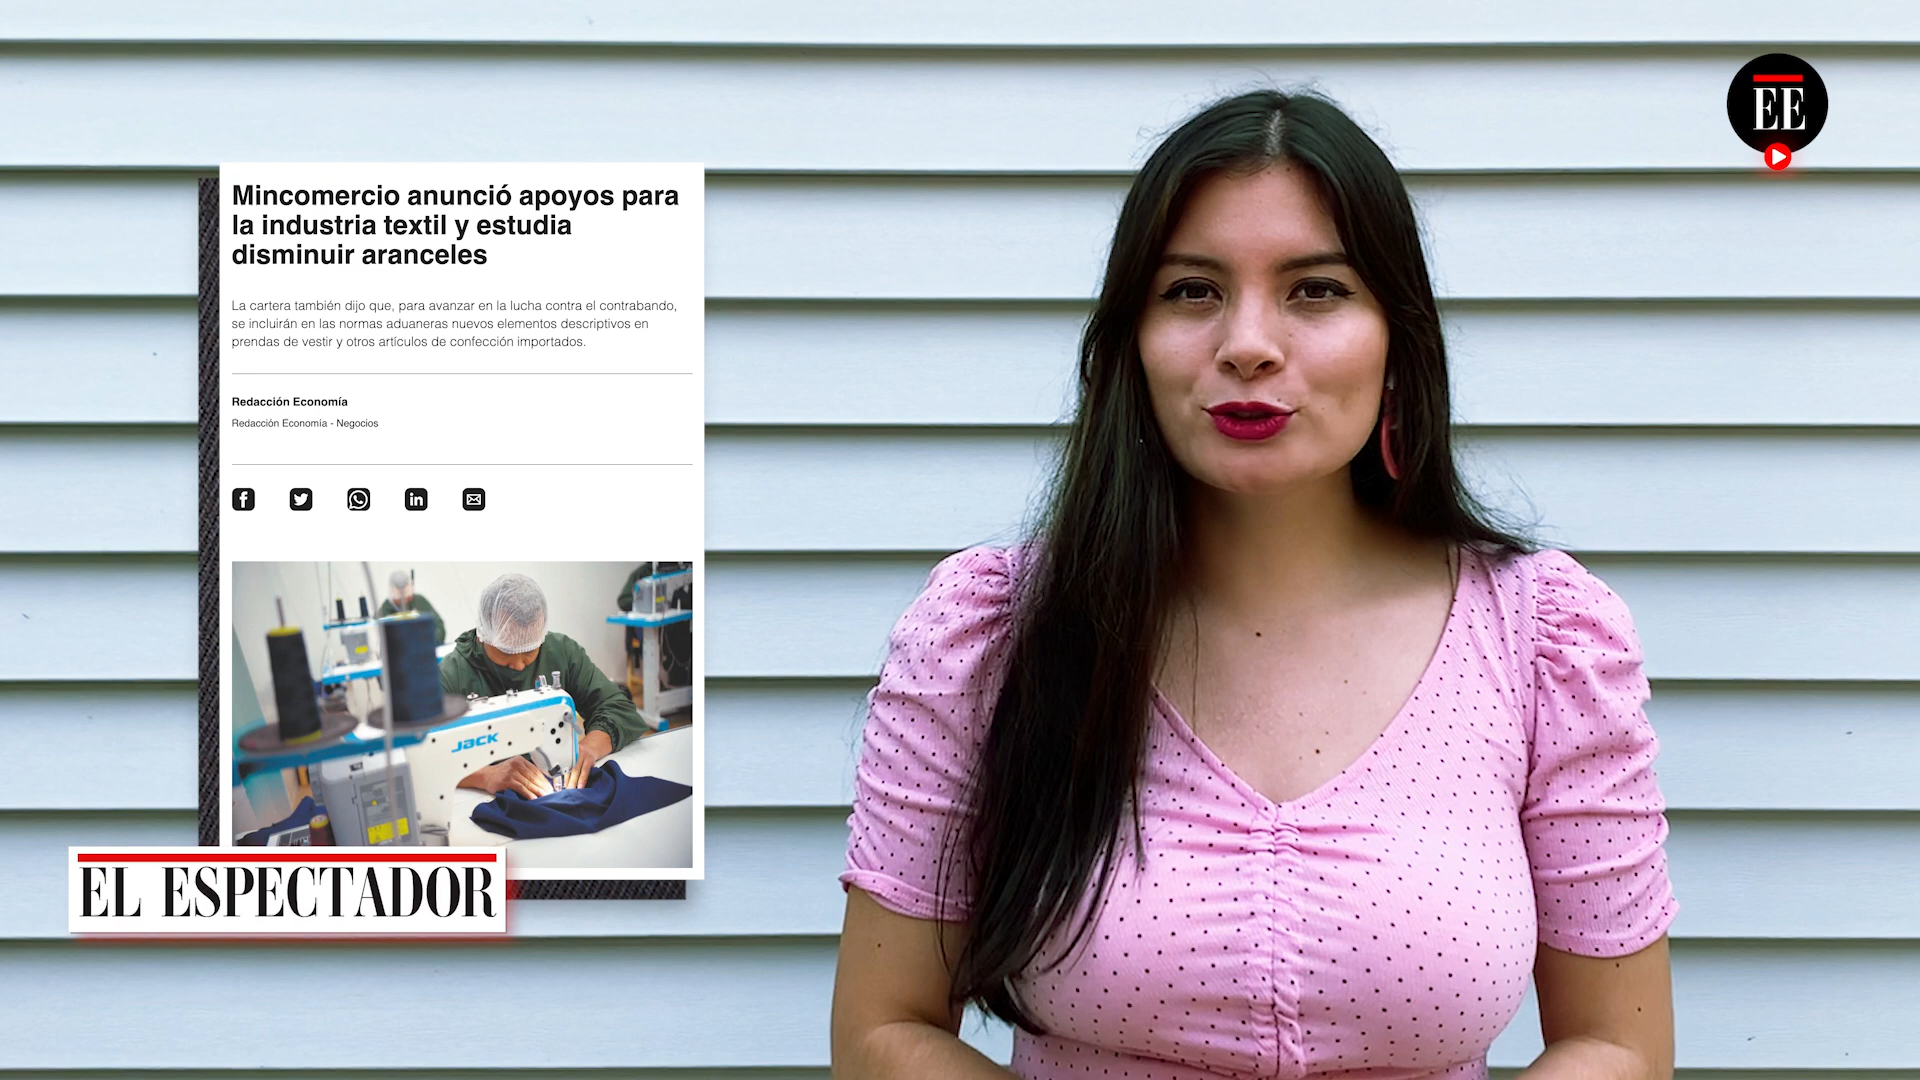 EE
Mincomercio anunció apoyos para
la industria textil y estudia
disminuir aranceles
La cartera también dijo que, para avanzar en la lucha contra el contrabando,
se incluirán en las normas aduaneras nuevos elementos descriptivos en
prendas de vestir y otros artículos de confección importados.
Redacción Economía
Redacción Economía - Negocios
JACK
EL ESPECTADOR